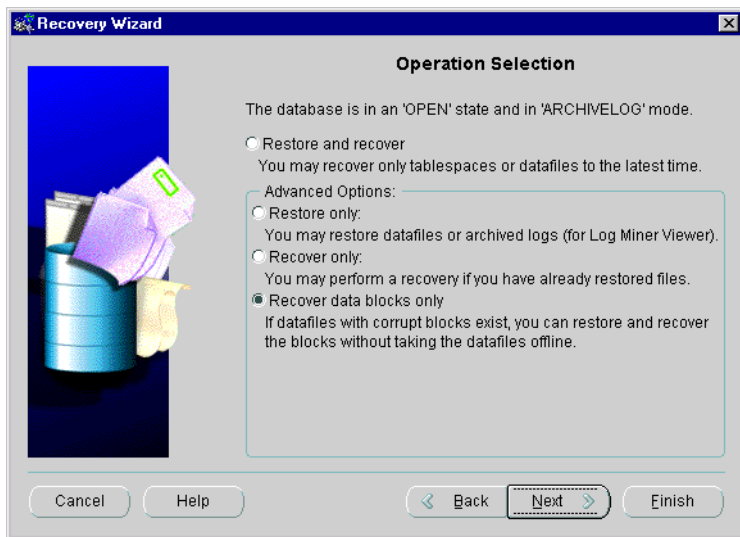 Recovery Wizard
Operation Selection
The database is in an 'OPEN' state and in 'ARCHIVELOG' mode.
Restore and recover
You may recover only tablespaces or datafiles to the latest time.
Advanced Options:
Restore only:
You may restore datafiles or archived logs (for Log Miner Viewer).
Recover only:
You may perform a recovery if you have already restored files.
Recover data blocks only
If datafiles with corrupt blocks exist, you can restore and recover
the blocks without taking the datafiles offline.
Cancel
Help
Back
Next
Finish